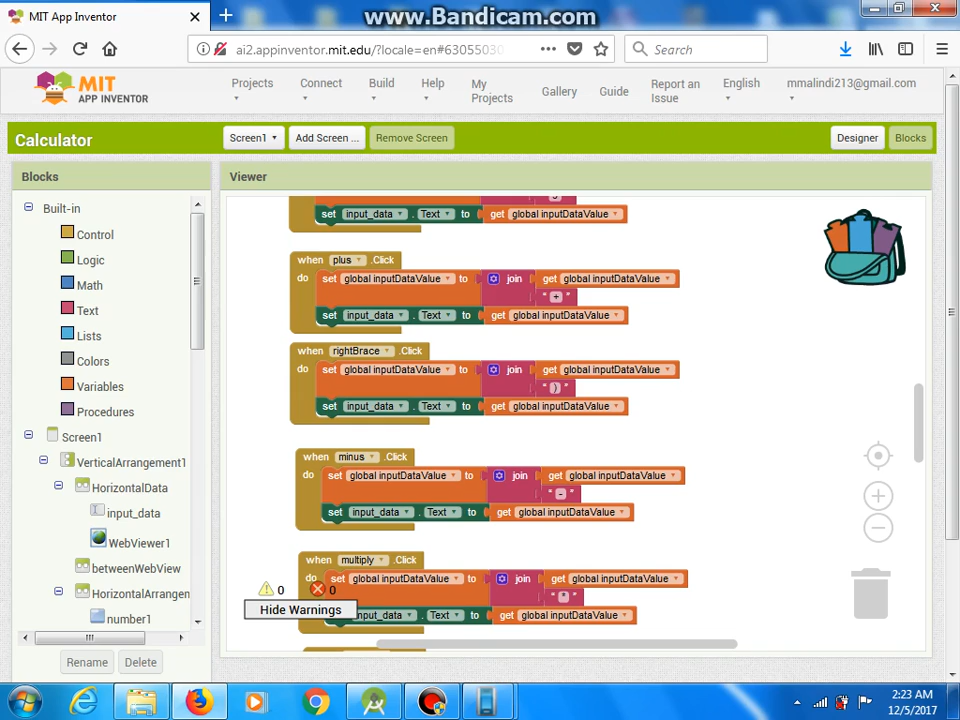 www.Bandicam.com
MIT App Inventor
ai2.appinventor.mit.edu/?locale=en#63055030
Search
MIT
APP INVENTOR
Projects
Connect
Build
Help
My Projects
Gallery
Guide
Report an Issue
English
mmalindi213@gmail.com
Calculator
Screen1
Add Screen ...
Remove Screen
Designer
Blocks
Blocks
Viewer
Built-in
Control
Logic
Math
Text
Lists
Colors
Variables
Procedures
Screen1
VerticalArrangement1
HorizontalData
input_data
WebViewer1
betweenWebView
HorizontalArrangen
number1
Rename
Delete
set input_data . Text to get global inputDataValue
when plus .Click
do set global inputDataValue to join get global inputDataValue
" + "
set input_data . Text to get global inputDataValue
when rightBrace .Click
do set global inputDataValue to join get global inputDataValue
" ) "
set input_data . Text to get global inputDataValue
when minus .Click
do set global inputDataValue to join get global inputDataValue
" - "
set input_data . Text to get global inputDataValue
when multiply .Click
do set global inputDataValue to join get global inputDataValue
" * "
input_data . Text to get global inputDataValue
0
0
Hide Warnings
2:23 AM
12/5/2017